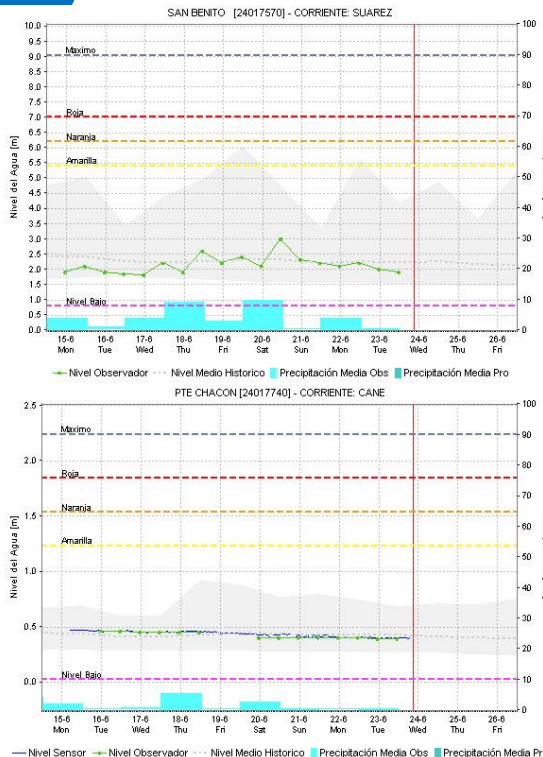 SAN BENITO [24017570] - CORRIENTE: SUAREZ
Nivel del Agua [m]
10.0
9.5
9.0
8.5
8.0
7.5
7.0
6.5
6.0
5.5
5.0
4.5
4.0
3.5
3.0
2.5
2.0
1.5
1.0
0.5
0.0
Maximo
Roja
Naranja
Amarilla
Nivel Bajo
100
90
80
70
60
50
40
30
20
10
0
15-6 16-6 17-6 18-6 19-6 20-6 21-6 22-6 23-6 24-6 25-6 26-6
Mon Tue Wed Thu Fri Sat Sun Mon Tue Wed Thu Fri
Nivel Observador Nivel Medio Historico Precipitación Media Obs Precipitación Media Pro
PTE CHACON [24017740] - CORRIENTE: CANE
Nivel del Agua [m]
2.5
2.0
1.5
1.0
0.5
0.0
Maximo
Roja
Naranja
Amarilla
Nivel Bajo
100
90
80
70
60
50
40
30
20
10
0
15-6 16-6 17-6 18-6 19-6 20-6 21-6 22-6 23-6 24-6 25-6 26-6
Mon Tue Wed Thu Fri Sat Sun Mon Tue Wed Thu Fri
Nivel Sensor Nivel Observador Nivel Medio Historico Precipitación Media Obs Precipitación Media Pr